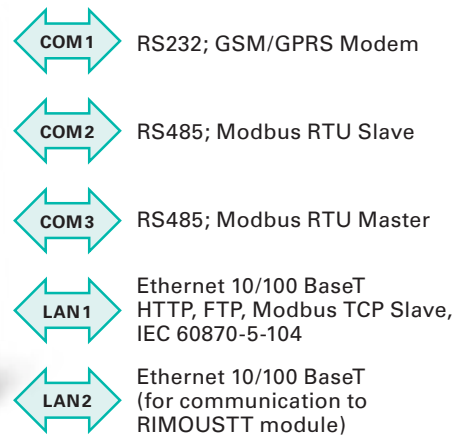 COM1
RS232; GSM/GPRS Modem
COM2
RS485; Modbus RTU Slave
COM3
RS485; Modbus RTU Master
LAN1
Ethernet 10/100 BaseT
HTTP, FTP, Modbus TCP Slave,
IEC 60870-5-104
LAN2
Ethernet 10/100 BaseT
(for communication to
RIMOUSTT module)